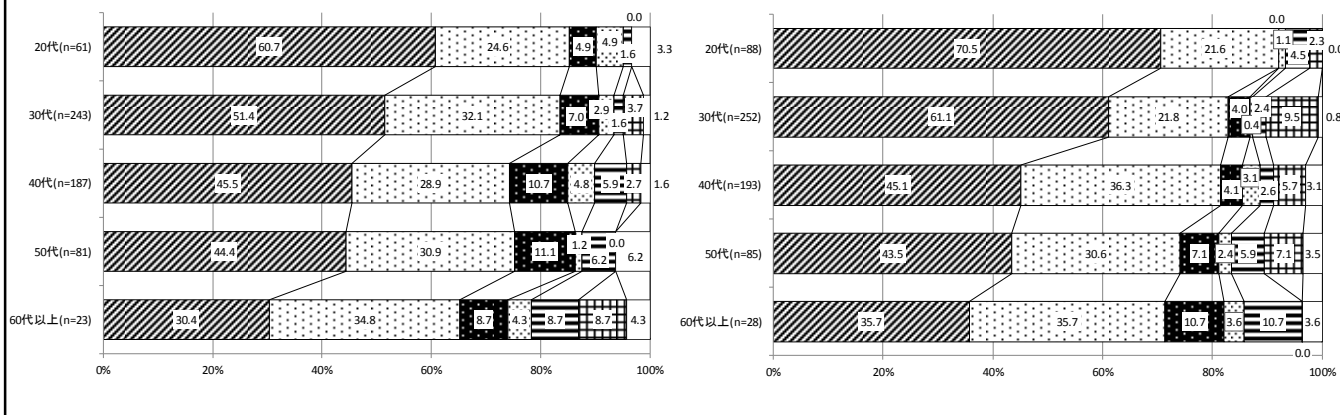 0.0
20代(n=61) 60.7 24.6 4.9 4.9 1.6 3.3
30代(n=243) 51.4 32.1 7.0 2.9 1.6 3.7 1.2
40代(n=187) 45.5 28.9 10.7 4.8 5.9 2.7 1.6
50代(n=81) 44.4 30.9 11.1 1.2 6.2 0.0 6.2
60代以上(n=23) 30.4 34.8 8.7 4.3 8.7 8.7 4.3
0% 20% 40% 60% 80% 100%
0.0
20代(n=88) 70.5 21.6 1.1 4.5 2.3 0.0
30代(n=252) 61.1 21.8 4.0 0.4 2.4 9.5 0.8
40代(n=193) 45.1 36.3 4.1 3.1 2.6 5.7 3.1
50代(n=85) 43.5 30.6 7.1 2.4 5.9 7.1 3.5
60代以上(n=28) 35.7 35.7 10.7 3.6 10.7 3.6
0.0
0% 20% 40% 60% 80% 100%